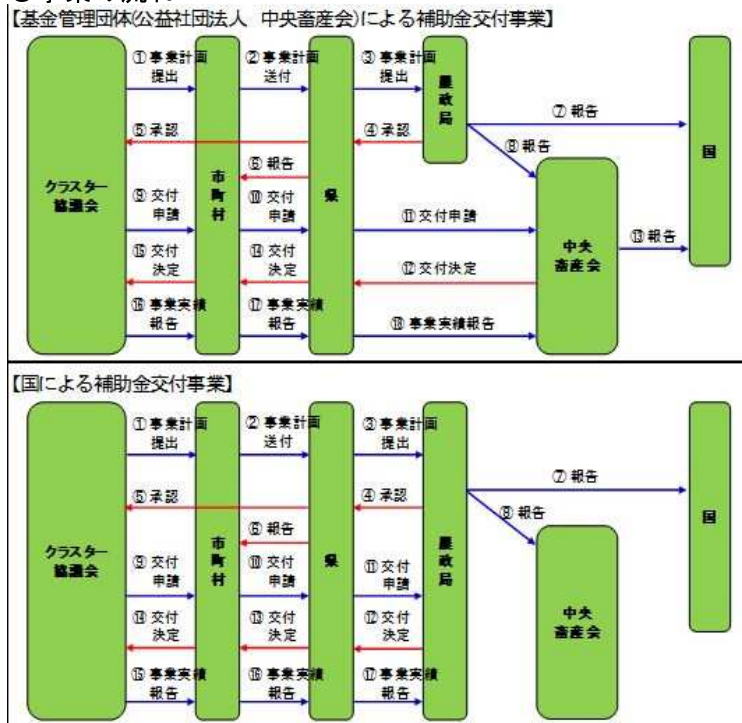 【基金管理団体(公益社団法人　中央畜産会)による補助金交付事業】
①事業計画
提出
②事業計画
送付
③事業計画
提出
農政局
⑦報告
⑤承認
④承認
⑧報告
国
⑥報告
クラスター
協議会
市町村
県
⑨交付
申請
⑩交付
申請
⑪交付申請
中央
畜産会
⑬報告
⑮交付
決定
⑭交付
決定
⑫交付決定
⑯事業実績
報告
⑰事業実績
報告
⑱事業実績報告
【国による補助金交付事業】
①事業計画
提出
②事業計画
送付
③事業計画
提出
⑦報告
⑤承認
④承認
⑧報告
国
⑥報告
クラスター
協議会
市町村
県
農政局
⑨交付
申請
⑩交付
申請
⑪交付
申請
中央
畜産会
⑭交付
決定
⑬交付
決定
⑫交付
決定
⑮事業実績
報告
⑯事業実績
報告
⑰事業実績
報告